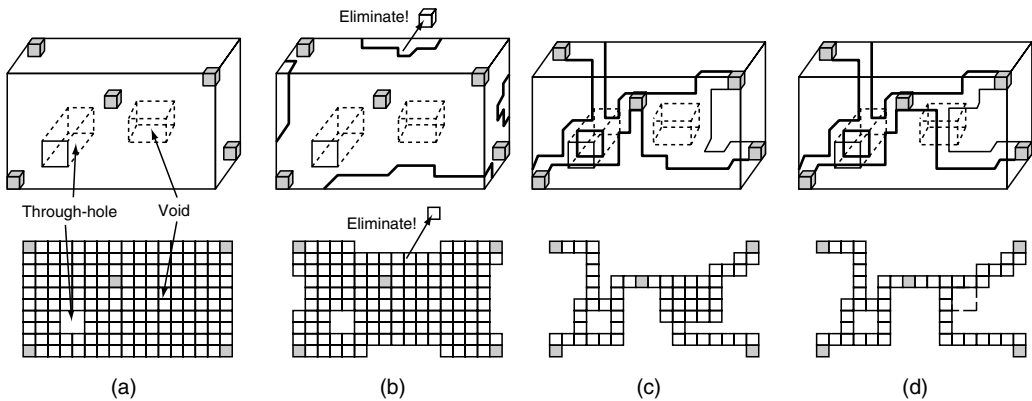 Eliminate!
Through-hole
Void
Eliminate!
(a)
(b)
(c)
(d)